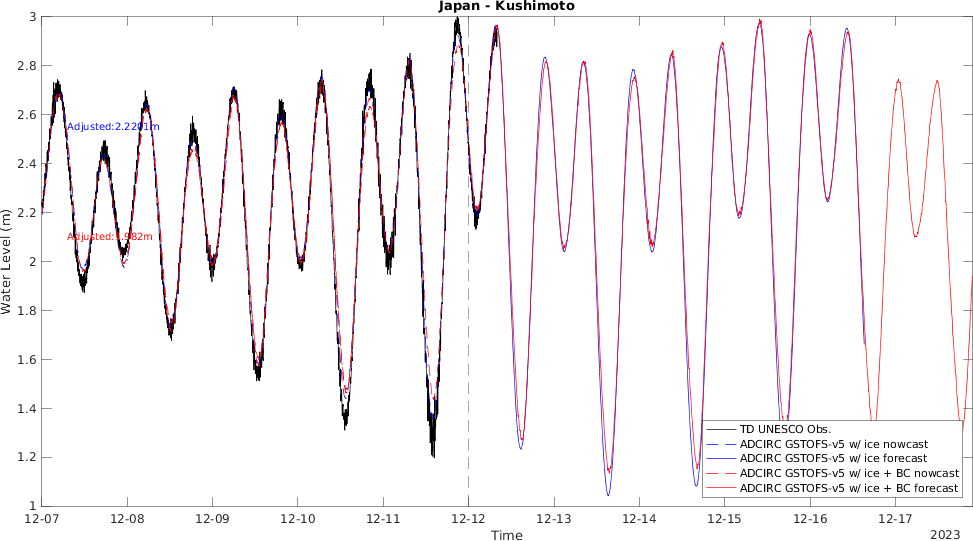 Japan - Kushimoto
3
2.8
2.6
2.4
2.2
2
1.8
1.6
1.4
1.2
1
Water Level (m)
Adjusted:2.2201m
Adjusted:1.982m
TD UNESCO Obs.
ADCIRC GSTOFS-v5 w/ ice nowcast
ADCIRC GSTOFS-v5 w/ ice forecast
ADCIRC GSTOFS-v5 w/ ice + BC nowcast
ADCIRC GSTOFS-v5 w/ ice + BC forecast
12-07 12-08 12-09 12-10 12-11 12-12 12-13 12-14 12-15 12-16 12-17
Time
2023